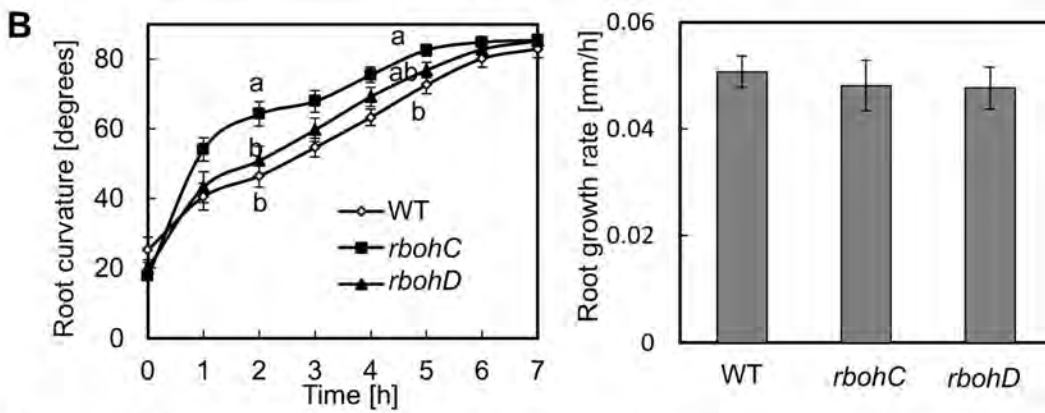 B
Root curvature [degrees]
80
60
40
20
0
a
b
b
a
ab
b
WT
rbohC
rbohD
0 1 2 3 4 5 6 7
Time [h]
Root growth rate [mm/h]
0.06
0.04
0.02
0
WT rbohC rbohD